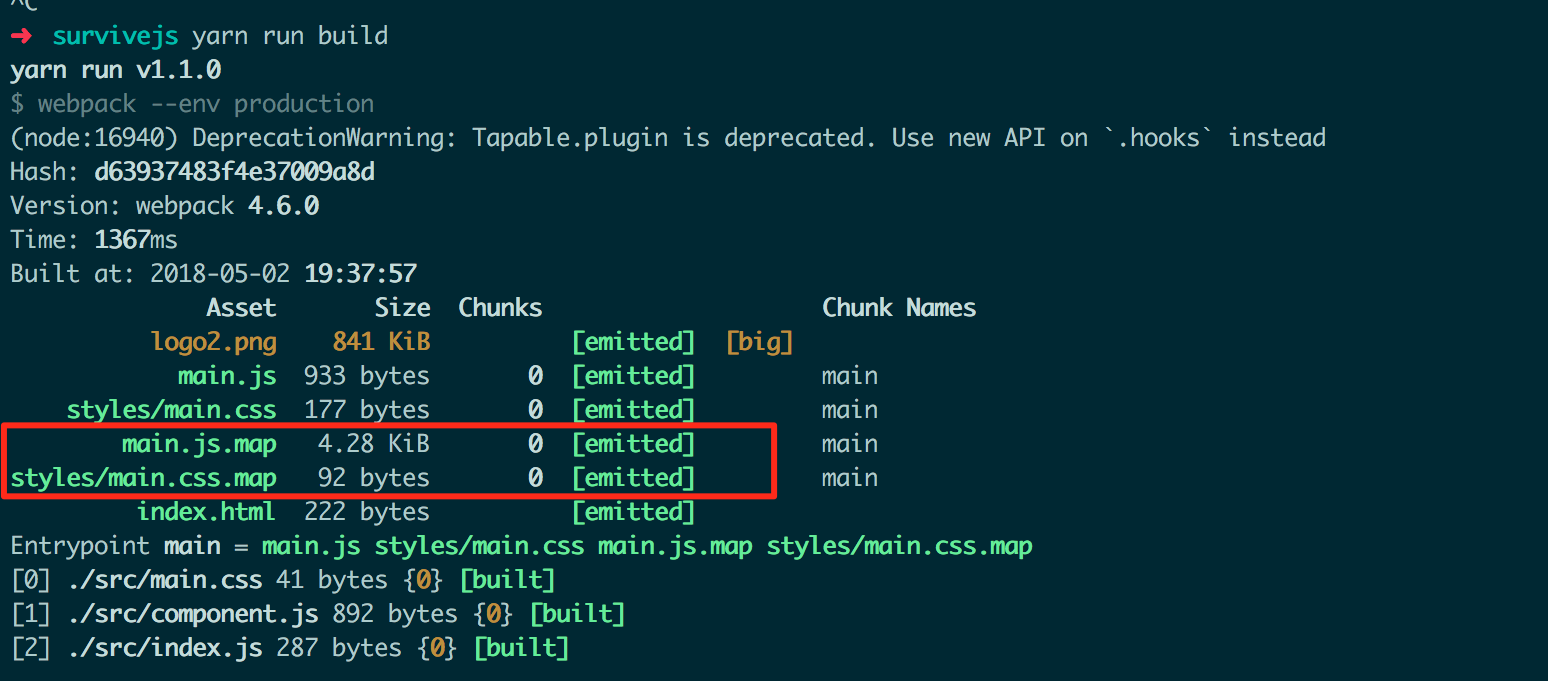 ^C
➜ survivejs yarn run build
yarn run v1.1.0
$ webpack --env production
(node:16940) DeprecationWarning: Tapable.plugin is deprecated. Use new API on `.hooks` instead
Hash: d63937483f4e37009a8d
Version: webpack 4.6.0
Time: 1367ms
Built at: 2018-05-02 19:37:57
Asset Size Chunks Chunk Names
logo2.png 841 KiB [emitted] [big]
main.js 933 bytes 0 [emitted] main
styles/main.css 177 bytes 0 [emitted] main
main.js.map 4.28 KiB 0 [emitted] main
styles/main.css.map 92 bytes 0 [emitted] main
index.html 222 bytes [emitted]
Entrypoint main = main.js styles/main.css main.js.map styles/main.css.map
[0] ./src/main.css 41 bytes {0} [built]
[1] ./src/component.js 892 bytes {0} [built]
[2] ./src/index.js 287 bytes {0} [built]